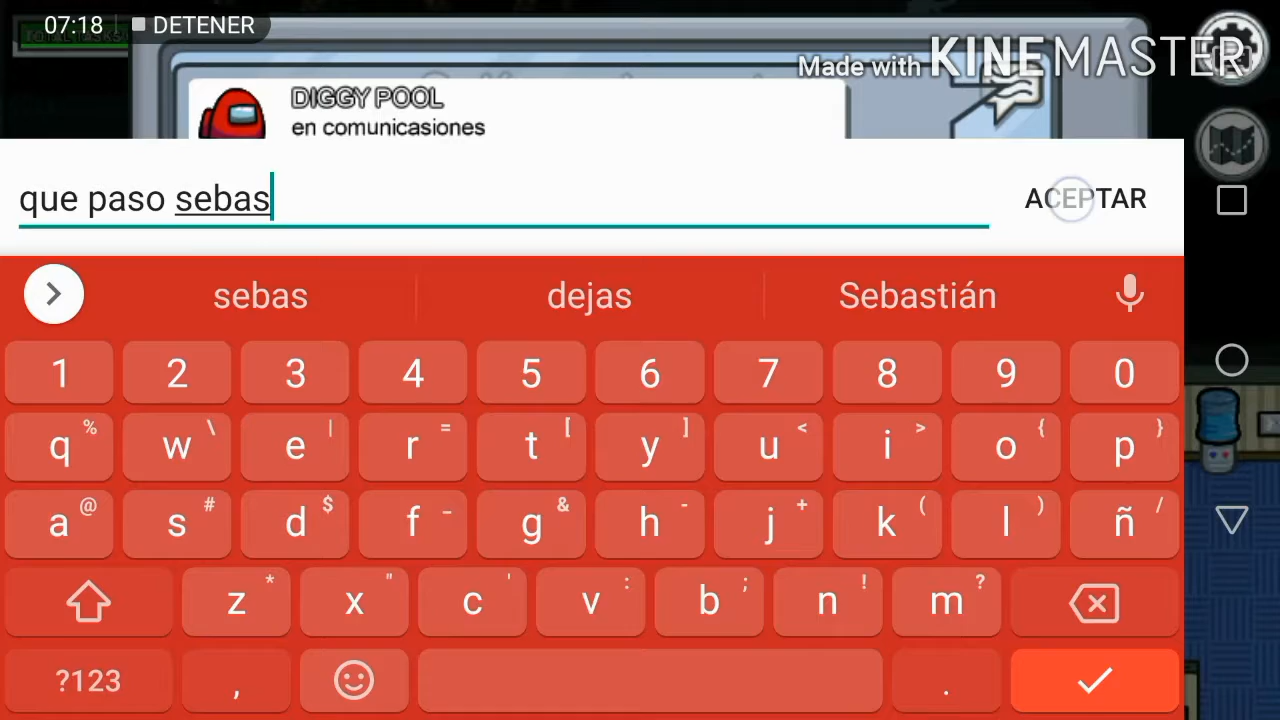 07:18 DETENER
Made with KINEMASTER
DIGGY POOL
en comunicasiones
que paso sebas
ACEPTAR
sebas dejas Sebastián
1 2 3 4 5 6 7 8 9 0
q % w \ e | r = t [ y ] u < i > o { p }
a @ s # d $ f _ g & h - j + k ( l ) ñ /
z * x " c ' v : b ; n ! m ?
?123 , .